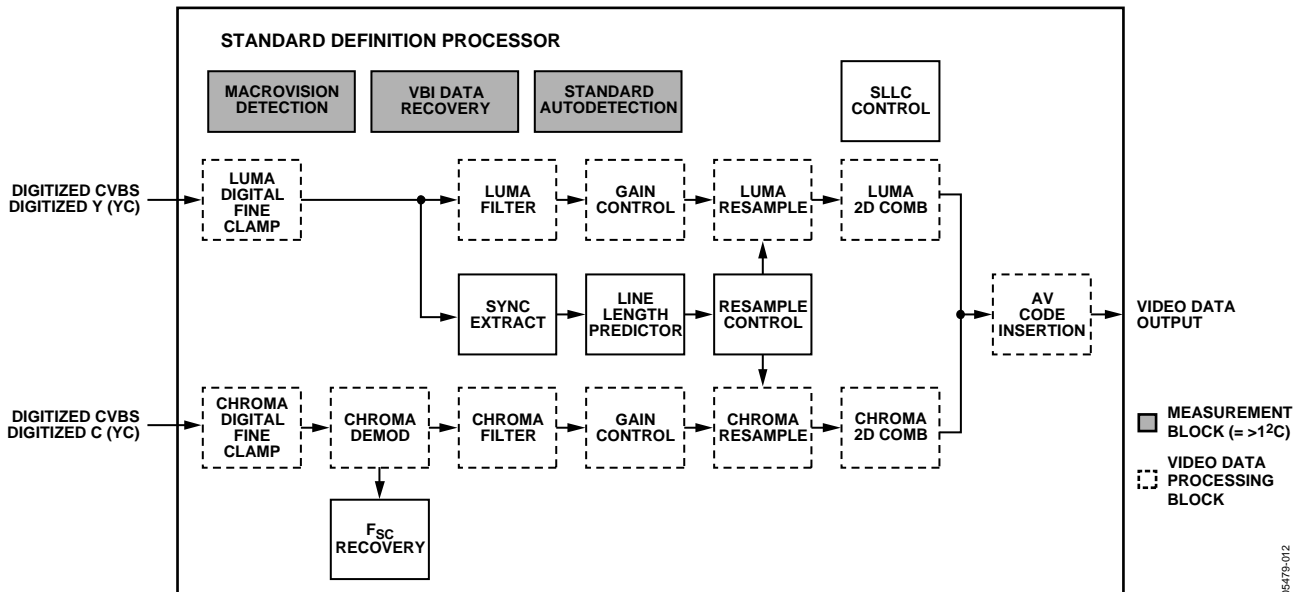 STANDARD DEFINITION PROCESSOR
MACROVISION
DETECTION
VBI DATA
RECOVERY
STANDARD
AUTODETECTION
SLLC
CONTROL
DIGITIZED CVBS
DIGITIZED Y (YC)
LUMA
DIGITAL
FINE
CLAMP
LUMA
FILTER
GAIN
CONTROL
LUMA
RESAMPLE
LUMA
2D COMB
SYNC
EXTRACT
LINE
LENGTH
PREDICTOR
RESAMPLE
CONTROL
AV
CODE
INSERTION
VIDEO DATA
OUTPUT
DIGITIZED CVBS
DIGITIZED C (YC)
CHROMA
DIGITAL
FINE
CLAMP
CHROMA
DEMOD
CHROMA
FILTER
GAIN
CONTROL
CHROMA
RESAMPLE
CHROMA
2D COMB
FSC
RECOVERY
MEASUREMENT
BLOCK (= >1²C)
VIDEO DATA
PROCESSING
BLOCK
05479-012